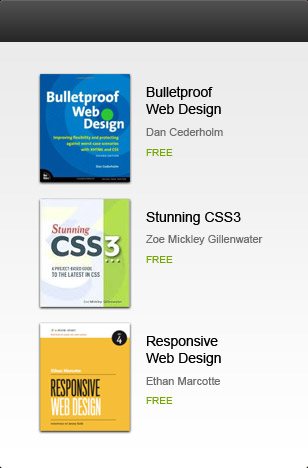 Bulletproof
Web
Design
Improving flexibility and protecting
against worst-case scenarios
with XHTML and CSS
Dan Cederholm
Bulletproof
Web Design
Dan Cederholm
FREE
Stunning
CSS3
A PROJECT-BASED GUIDE
TO THE LATEST IN CSS
Zoe Mickley Gillenwater
Stunning CSS3
Zoe Mickley Gillenwater
FREE
4
Ethan Marcotte
RESPONSIVE
WEB DESIGN
Responsive
Web Design
Ethan Marcotte
FREE